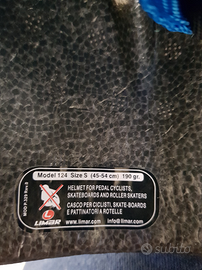 Model 124 Size S (45-54 cm) 190 gr.
HELMET FOR PEDAL CYCLISTS,
SKATEBOARDS AND ROLLER SKATERS
www.limar.com
CASCO PER CICLISTI, SKATE-BOARDS
E PATTINATORI A ROTELLE
www.limar.com
LIMAR
subito